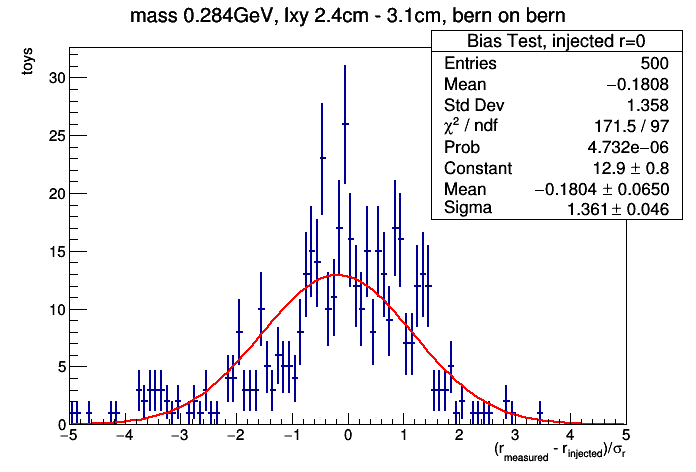 mass 0.284GeV, lxy 2.4cm - 3.1cm, bern on bern
Bias Test, injected r=0
Entries 500
Mean −0.1808
Std Dev 1.358
χ² / ndf 171.5 / 97
Prob 4.732e−06
Constant 12.9 ± 0.8
Mean −0.1804 ± 0.0650
Sigma 1.361 ± 0.046
toys
30
25
20
15
10
5
0
−5 −4 −3 −2 −1 0 1 2 3 4 5
(r_measured - r_injected)/σ_r